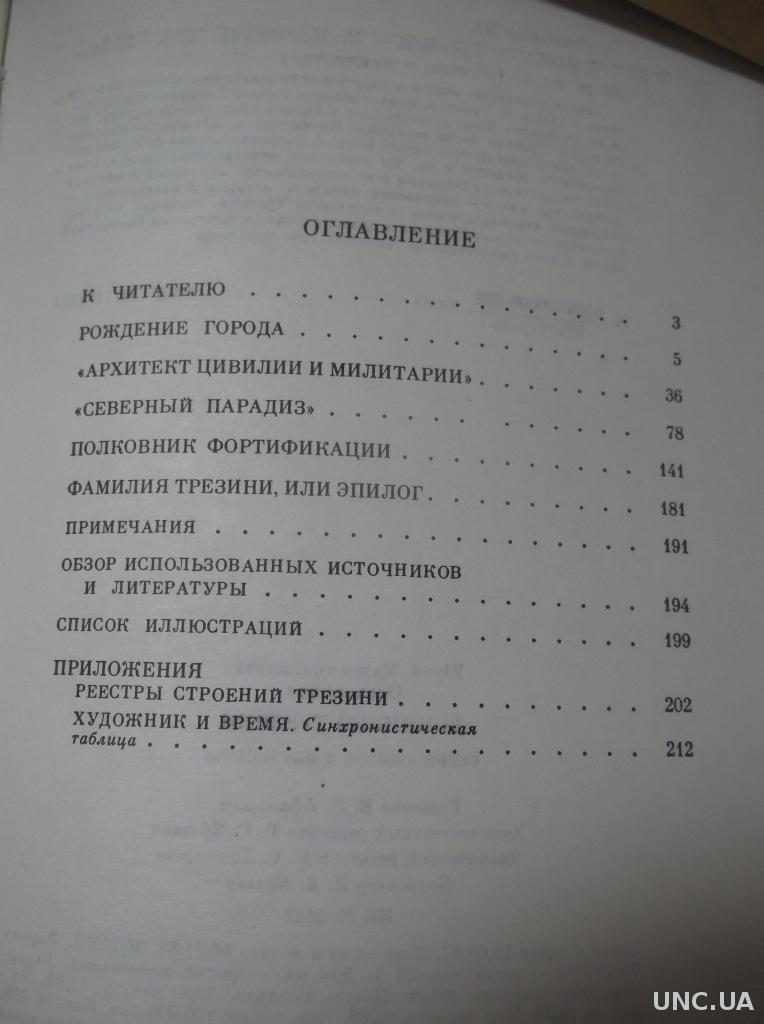 ОГЛАВЛЕНИЕ
К ЧИТАТЕЛЮ . . . . . . . . . . . . . . 3
РОЖДЕНИЕ ГОРОДА . . . . . . . . . . . . 5
«АРХИТЕКТ ЦИВИЛИИ И МИЛИТАРИИ» . . . . . . 36
«СЕВЕРНЫЙ ПАРАДИЗ» . . . . . . . . . . 78
ПОЛКОВНИК ФОРТИФИКАЦИИ . . . . . . . . . 141
ФАМИЛИЯ ТРЕЗИНИ, ИЛИ ЭПИЛОГ . . . . . . . . 181
ПРИМЕЧАНИЯ . . . . . . . . . . . . . . . . 191
ОБЗОР ИСПОЛЬЗОВАННЫХ ИСТОЧНИКОВ
И ЛИТЕРАТУРЫ . . . . . . . . . . . . . . 194
СПИСОК ИЛЛЮСТРАЦИЙ . . . . . . . . . . . . 199
ПРИЛОЖЕНИЯ
РЕЕСТРЫ СТРОЕНИЙ ТРЕЗИНИ . . . . . . . . . 202
ХУДОЖНИК И ВРЕМЯ. Синхронистическая
таблица . . . . . . . . . . . . . . . . . . . 212
UNC.UA